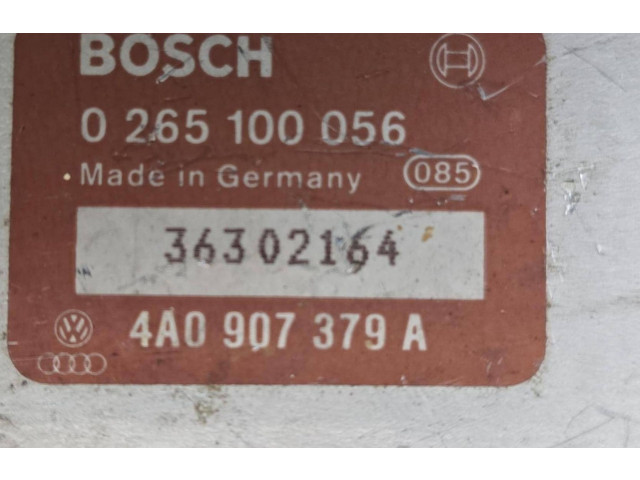 BOSCH
0 265 100 056
Made in Germany 085
36302164
4A0 907 379 A